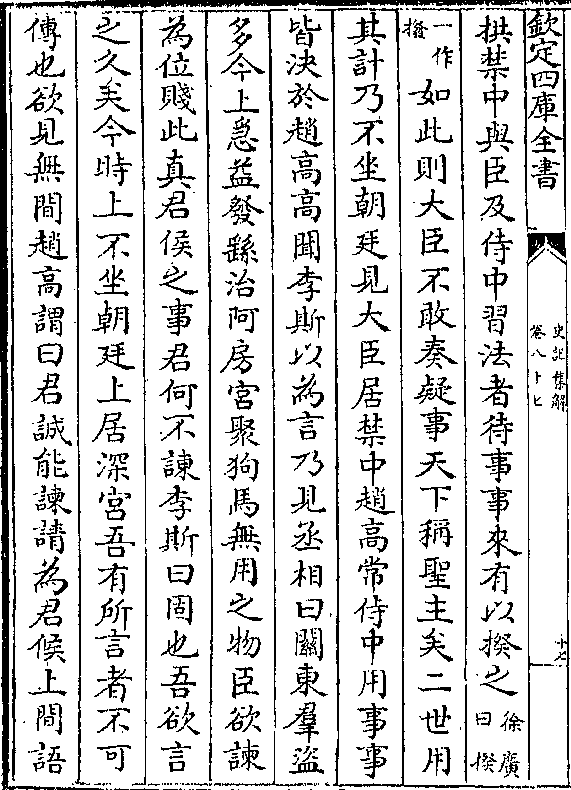 欽定四庫全書
史記集解
卷八十七
十七
拱禁中與臣及侍中習法者待事事來有以揆之徐廣曰揆
一作撥如此則大臣不敢奏疑事天下稱聖主矣二世用
其計乃不坐朝廷見大臣居禁中趙高常侍中用事事
皆決於趙高高聞李斯以為言乃見丞相曰關東羣盜
多今上急益發繇治阿房宮聚狗馬無用之物臣欲諫
為位賤此真君侯之事君何不諫李斯曰固也吾欲言
之久矣今時上不坐朝廷上居深宮吾有所言者不可
傳也欲見無間趙高謂曰君誠能諫請為君候上間語